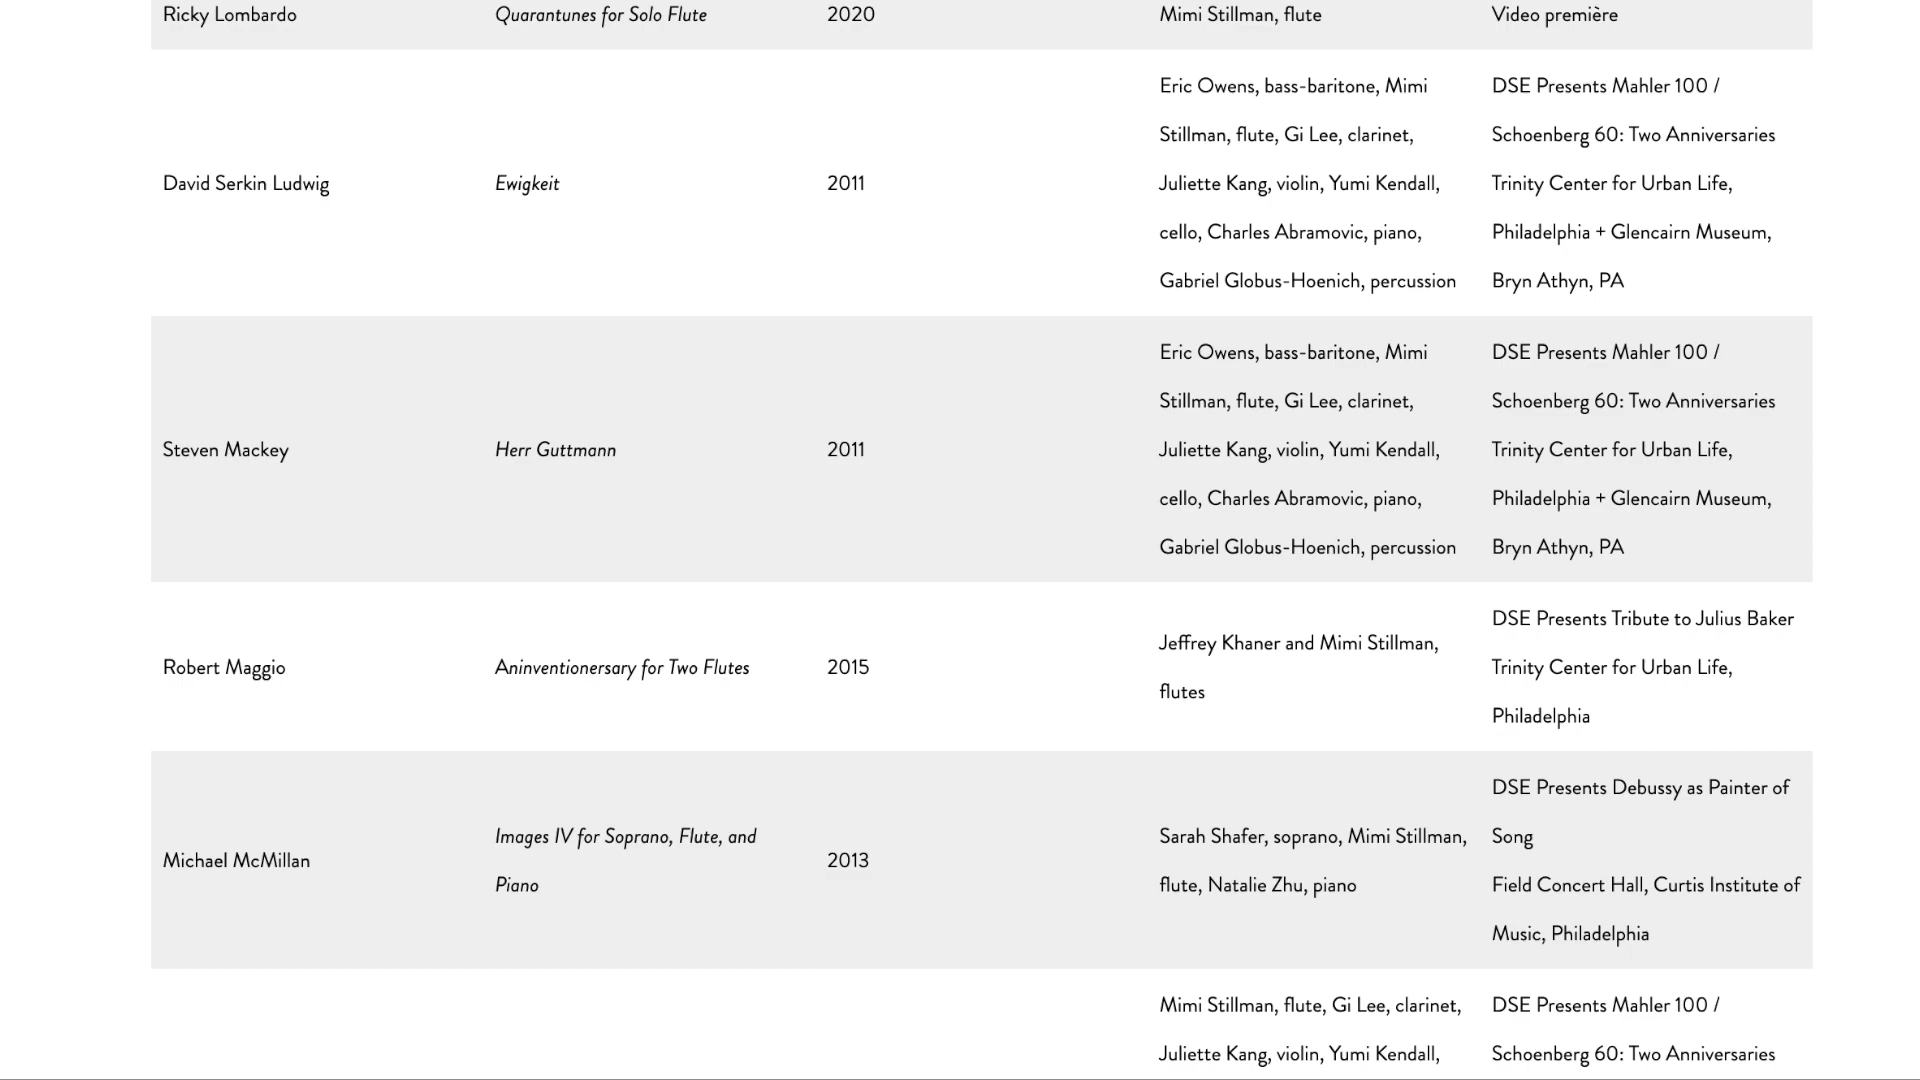 Ricky Lombardo
Quarantunes for Solo Flute
2020
Mimi Stillman, flute
Video première
David Serkin Ludwig
Ewigkeit
2011
Eric Owens, bass-baritone, Mimi
Stillman, flute, Gi Lee, clarinet,
Juliette Kang, violin, Yumi Kendall,
cello, Charles Abramovic, piano,
Gabriel Globus-Hoenich, percussion
DSE Presents Mahler 100 /
Schoenberg 60: Two Anniversaries
Trinity Center for Urban Life,
Philadelphia + Glencairn Museum,
Bryn Athyn, PA
Steven Mackey
Herr Guttmann
2011
Eric Owens, bass-baritone, Mimi
Stillman, flute, Gi Lee, clarinet,
Juliette Kang, violin, Yumi Kendall,
cello, Charles Abramovic, piano,
Gabriel Globus-Hoenich, percussion
DSE Presents Mahler 100 /
Schoenberg 60: Two Anniversaries
Trinity Center for Urban Life,
Philadelphia + Glencairn Museum,
Bryn Athyn, PA
Robert Maggio
Aninventionersary for Two Flutes
2015
Jeffrey Khaner and Mimi Stillman,
flutes
DSE Presents Tribute to Julius Baker
Trinity Center for Urban Life,
Philadelphia
Michael McMillan
Images IV for Soprano, Flute, and
Piano
2013
Sarah Shafer, soprano, Mimi Stillman,
flute, Natalie Zhu, piano
DSE Presents Debussy as Painter of
Song
Field Concert Hall, Curtis Institute of
Music, Philadelphia
Mimi Stillman, flute, Gi Lee, clarinet,
Juliette Kang, violin, Yumi Kendall,
DSE Presents Mahler 100 /
Schoenberg 60: Two Anniversaries